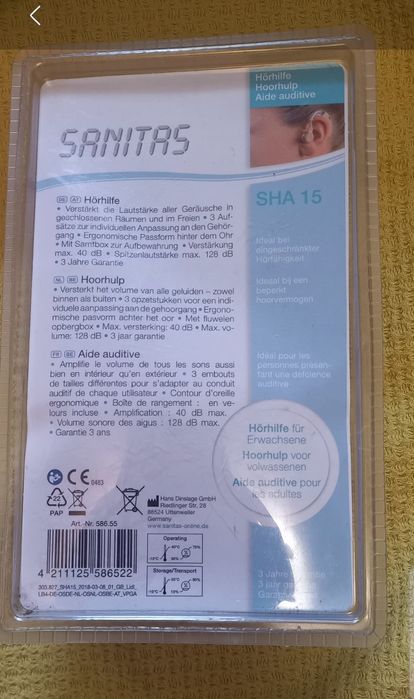 Hörhilfe
Hoorhulp
Aide auditive
SANITAS
SHA 15
DE AT Hörhilfe
• Verstärkt die Lautstärke aller Geräusche in
geschlossenen Räumen und im Freien • 3 Auf-
sätze zur individuellen Anpassung an den Gehör-
gang • Ergonomische Passform hinter dem Ohr
• Mit Samtbox zur Aufbewahrung • Verstärkung
max. 40 dB • Spitzenlautstärke max. 128 dB
• 3 Jahre Garantie
NL BE Hoorhulp
• Versterkt het volume van alle geluiden – zowel
binnen als buiten • 3 opzetstukken voor een indi-
viduele aanpassing aan de gehoorgang • Ergono-
mische pasvorm achter het oor • Met fluwelen
opbergbox • Max. versterking: 40 dB • Max. vo-
lume: 128 dB • 3 jaar garantie
FR BE Aide auditive
• Amplifie le volume de tous les sons aussi
bien en intérieur qu'en extérieur • 3 embouts
de tailles différentes pour s'adapter au conduit
auditif de chaque utilisateur • Contour d'oreille
ergonomique • Boîte de rangement : en ve-
lours incluse • Amplification : 40 dB max.
• Volume sonore des aigus : 128 dB max.
• Garantie 3 ans
Ideal bei
eingeschränkter
Hörfähigkeit
Ideaal bij een
beperkt
hoorvermogen
Idéal pour les
personnes présen-
tant une déficience
auditive
Hörhilfe für
Erwachsene
Hoorhulp voor
volwassenen
Aide auditive pour
les adultes
CE 0483
22
PAP
Hans Dinslage GmbH
Riedlinger Str. 28
88524 Uttenweiler
Germany
www.sanitas-online.de
Art.-Nr. 586.55
4 211125 586522
Operating
Storage/Transport
3 Jahre
3 jaar